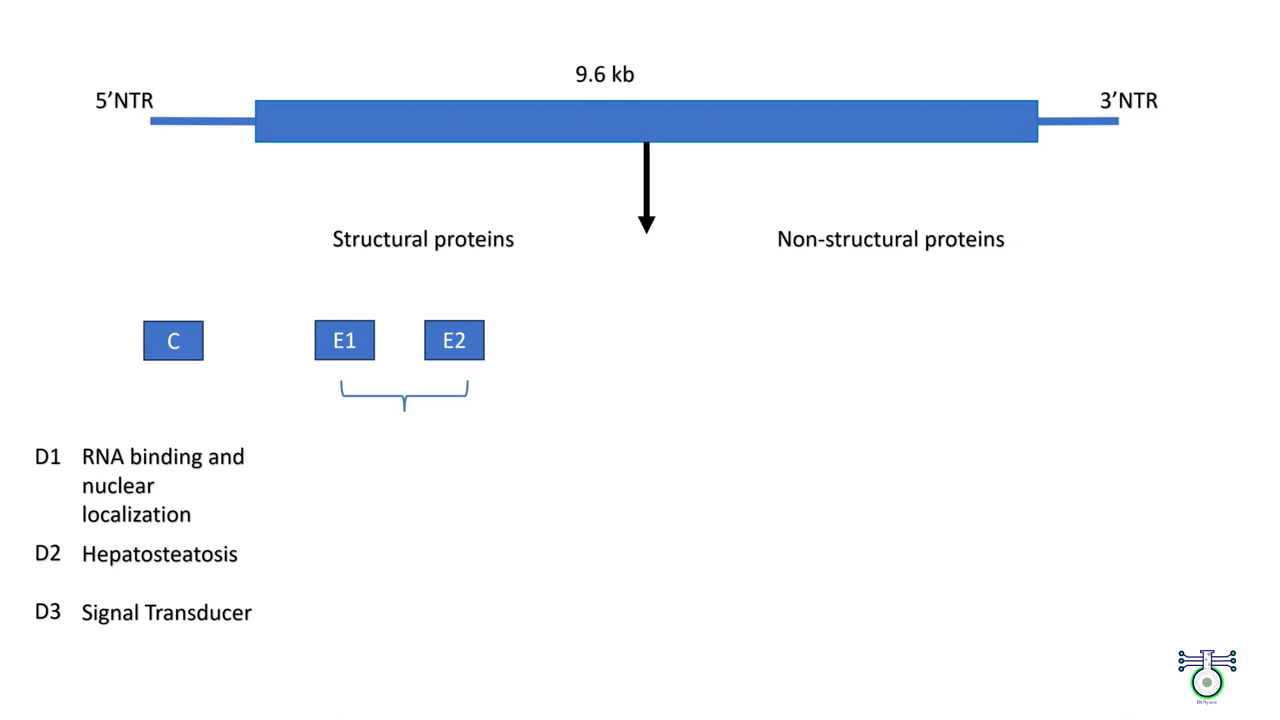 9.6 kb
5’NTR
3’NTR
Structural proteins
Non-structural proteins
C
E1
E2
D1 RNA binding and
nuclear
localization
D2 Hepatosteatosis
D3 Signal Transducer